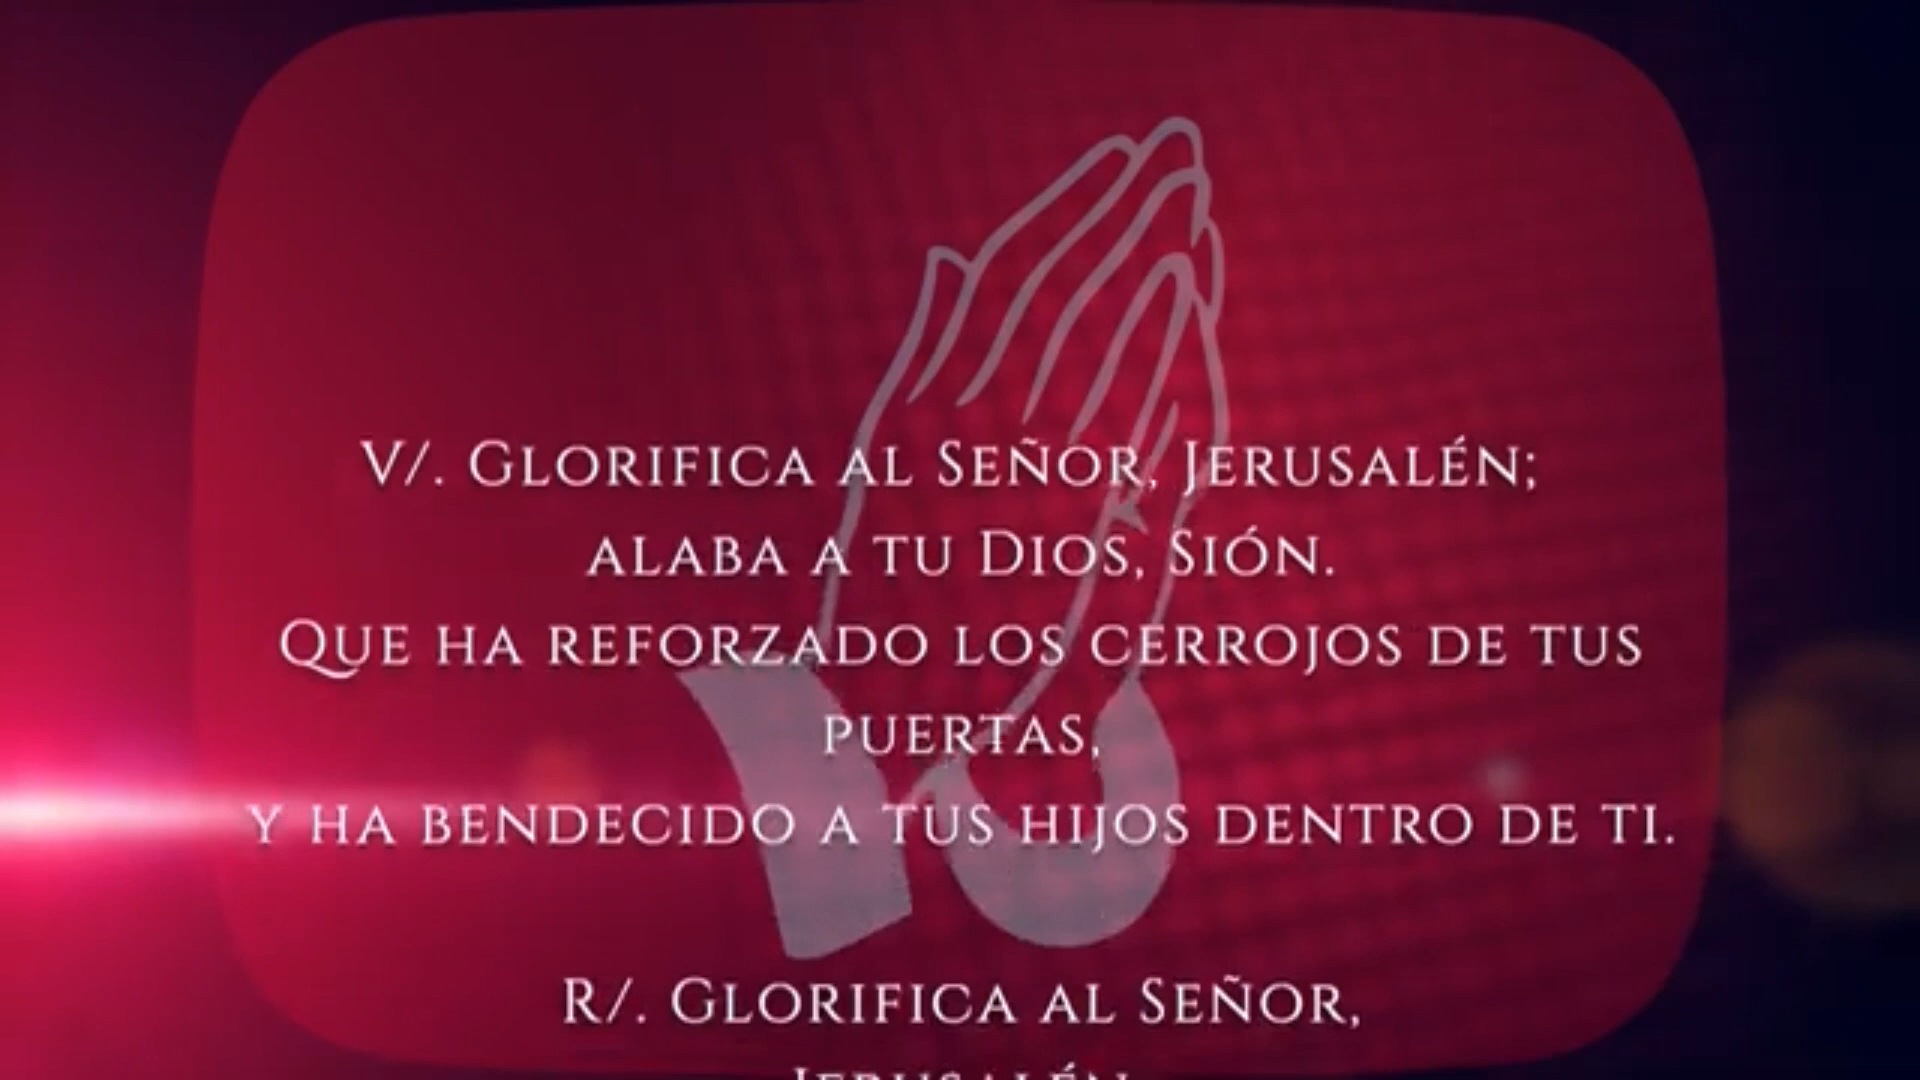 V/. Glorifica al Señor, Jerusalén;
alaba a tu Dios, Sión.
Que ha reforzado los cerrojos de tus
puertas,
y ha bendecido a tus hijos dentro de ti.
R/. Glorifica al Señor,
Jerusalén